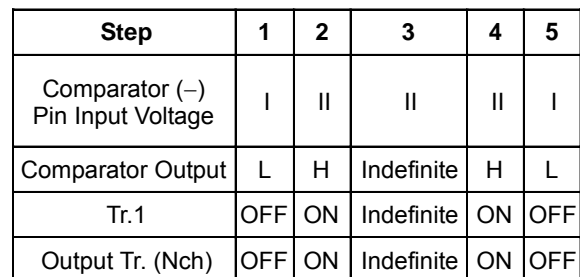 Step 1 2 3 4 5
Comparator (−)
Pin Input Voltage I II II II I
Comparator Output L H Indefinite H L
Tr.1 OFF ON Indefinite ON OFF
Output Tr. (Nch) OFF ON Indefinite ON OFF